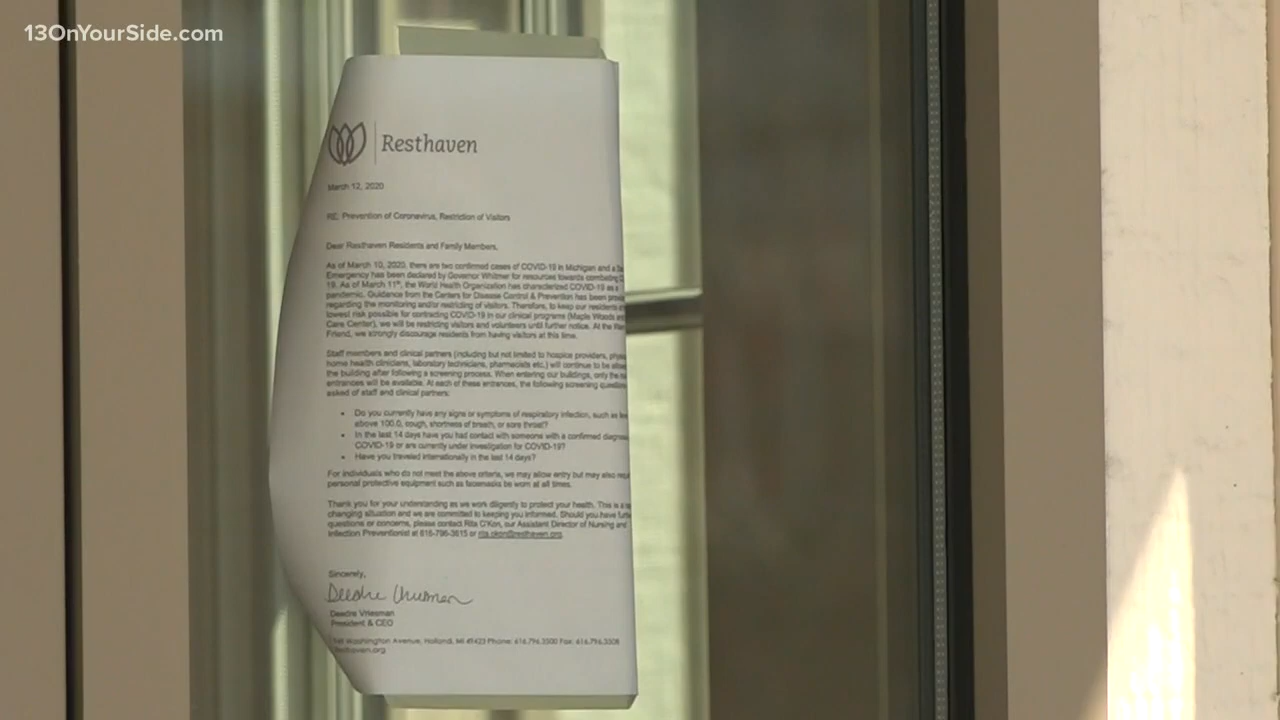 13OnYourSide.com
Resthaven
March 12, 2020
RE: Prevention of Coronavirus, Restriction of Visitors
Dear Resthaven Residents and Family Members,
As of March 10, 2020, there are two confirmed cases of COVID-19 in Michigan and a
Emergency has been declared by Governor Whitmer for resources towards combating
19. As of March 11th, the World Health Organization has characterized COVID-19 as a
pandemic. Guidance from the Centers for Disease Control & Prevention has been
regarding the monitoring and/or restricting of visitors. Therefore, to keep our residents
lowest risk possible for contracting COVID-19 in our clinical programs (Maple Woods
Care Center), we will be restricting visitors and volunteers until further notice. At the
Friend, we strongly discourage residents from having visitors at this time.
Staff members and clinical partners (including but not limited to hospice providers,
home health clinicians, laboratory technicians, pharmacists etc.) will continue to be
the building after following a screening process. When entering our buildings, only the
entrances will be available. At each of these entrances, the following screening
asked of staff and clinical partners:
• Do you currently have any signs or symptoms of respiratory infection, such as
above 100.0, cough, shortness of breath, or sore throat?
• In the last 14 days have you had contact with someone with a confirmed
COVID-19 or are currently under investigation for COVID-19?
• Have you traveled internationally in the last 14 days?
For individuals who do not meet the above criteria, we may allow entry but may also
personal protective equipment such as facemasks be worn at all times.
Thank you for your understanding as we work diligently to protect your health. This is a
changing situation and we are committed to keeping you informed. Should you have
questions or concerns, please contact Rita O'Kon, our Assistant Director of Nursing and
Infection Preventionist at 616-796-3615 or rita.okon@resthaven.org.
Sincerely,
Deedre Vriesman
Deedre Vriesman
President & CEO
Washington Avenue, Holland, MI 49423 Phone: 616.796.3500 Fax: 616.796.3508
resthaven.org